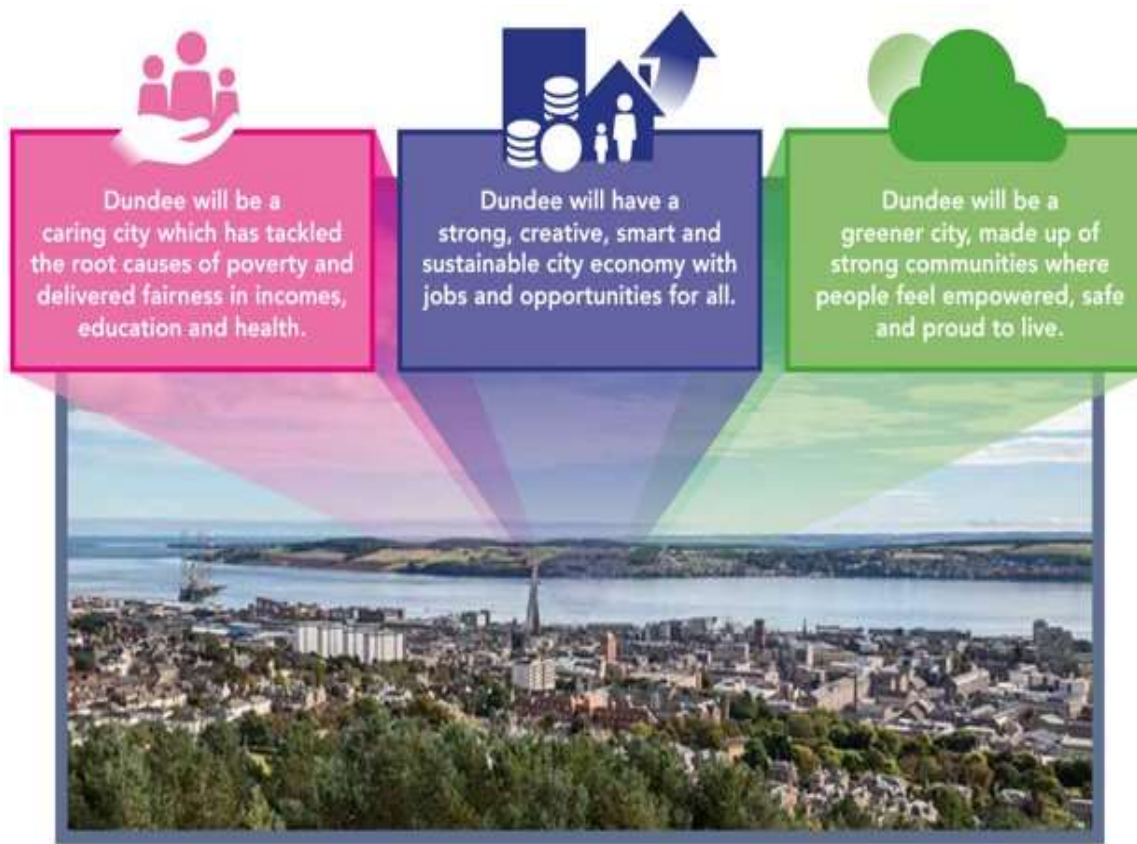 Dundee will be a
caring city which has tackled
the root causes of poverty and
delivered fairness in incomes,
education and health.
Dundee will have a
strong, creative, smart and
sustainable city economy with
jobs and opportunities for all.
Dundee will be a
greener city, made up of
strong communities where
people feel empowered, safe
and proud to live.